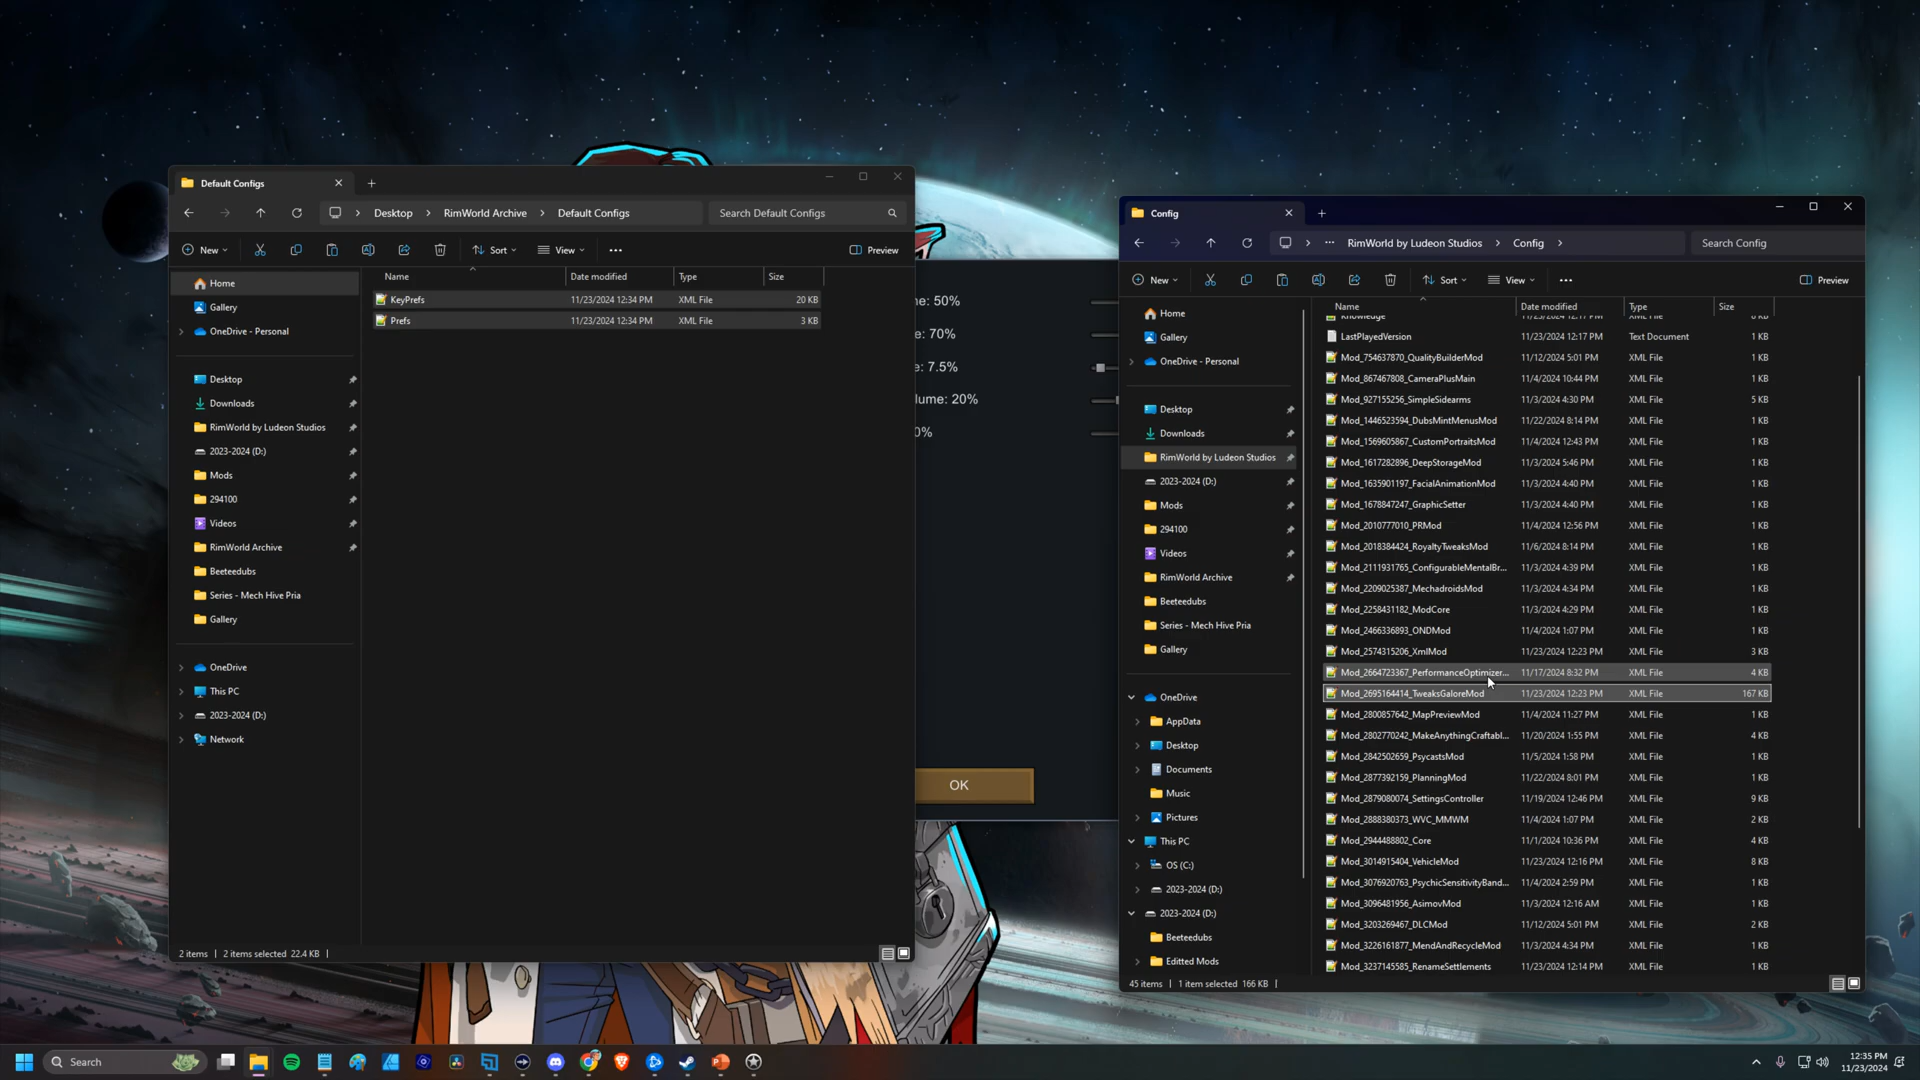 Default Configs
Desktop > RimWorld Archive > Default Configs
Search Default Configs
New
Sort
View
Preview
Name
Date modified
Type
Size
Home
Gallery
OneDrive - Personal
Desktop
Downloads
RimWorld by Ludeon Studios
2023-2024 (D:)
Mods
294100
Videos
RimWorld Archive
Beeteedubs
Series - Mech Hive Pria
Gallery
OneDrive
This PC
2023-2024 (D:)
Network
KeyPrefs 11/23/2024 12:34 PM XML File 20 KB
Prefs 11/23/2024 12:34 PM XML File 3 KB
2 items | 2 items selected 22.4 KB |
ne: 50%
e: 70%
e: 7.5%
lume: 20%
0%
OK
Config
RimWorld by Ludeon Studios > Config >
Search Config
New
Sort
View
Preview
Name
Date modified
Type
Size
Home
Gallery
OneDrive - Personal
Desktop
Downloads
RimWorld by Ludeon Studios
2023-2024 (D:)
Mods
294100
Videos
RimWorld Archive
Beeteedubs
Series - Mech Hive Pria
Gallery
OneDrive
AppData
Desktop
Documents
Music
Pictures
This PC
OS (C:)
2023-2024 (D:)
2023-2024 (D:)
Beeteedubs
Editted Mods
Knowledge 11/23/2024 12:17 PM XML File
LastPlayedVersion 11/23/2024 12:17 PM Text Document 1 KB
Mod_754637870_QualityBuilderMod 11/12/2024 5:01 PM XML File 1 KB
Mod_867467808_CameraPlusMain 11/4/2024 10:44 PM XML File 1 KB
Mod_927155256_SimpleSidearms 11/3/2024 4:30 PM XML File 5 KB
Mod_1446523594_DubsMintMenusMod 11/22/2024 8:14 PM XML File 1 KB
Mod_1569605867_CustomPortraitsMod 11/4/2024 12:43 PM XML File 1 KB
Mod_1617282896_DeepStorageMod 11/3/2024 5:46 PM XML File 1 KB
Mod_1635901197_FacialAnimationMod 11/3/2024 4:40 PM XML File 1 KB
Mod_1678847247_GraphicSetter 11/3/2024 4:40 PM XML File 1 KB
Mod_2010777010_PRMod 11/4/2024 12:56 PM XML File 1 KB
Mod_2018384424_RoyaltyTweaksMod 11/6/2024 8:14 PM XML File 1 KB
Mod_2111931765_ConfigurableMentalBr... 11/3/2024 4:39 PM XML File 1 KB
Mod_2209025387_MechadroidsMod 11/3/2024 4:34 PM XML File 1 KB
Mod_2258431182_ModCore 11/3/2024 4:29 PM XML File 1 KB
Mod_2466336893_ONDMod 11/4/2024 1:07 PM XML File 1 KB
Mod_2574315206_XmlMod 11/23/2024 12:23 PM XML File 3 KB
Mod_2664723367_PerformanceOptimizer... 11/17/2024 8:32 PM XML File 4 KB
Mod_2695164414_TweaksGaloreMod 11/23/2024 12:23 PM XML File 167 KB
Mod_2800857642_MapPreviewMod 11/4/2024 11:27 PM XML File 1 KB
Mod_2802770242_MakeAnythingCraftabl... 11/20/2024 1:55 PM XML File 4 KB
Mod_2842502659_PsycastsMod 11/5/2024 1:58 PM XML File 1 KB
Mod_2877392159_PlanningMod 11/22/2024 8:01 PM XML File 1 KB
Mod_2879080074_SettingsController 11/19/2024 12:46 PM XML File 9 KB
Mod_2888380373_WVC_MMWM 11/4/2024 1:07 PM XML File 2 KB
Mod_2944488802_Core 11/1/2024 10:36 PM XML File 4 KB
Mod_3014915404_VehicleMod 11/23/2024 12:16 PM XML File 8 KB
Mod_3076920763_PsychicSensitivityBand... 11/4/2024 2:59 PM XML File 1 KB
Mod_3096481956_AsimovMod 11/3/2024 12:16 AM XML File 1 KB
Mod_3203269467_DLCMod 11/12/2024 5:01 PM XML File 2 KB
Mod_3226161877_MendAndRecycleMod 11/3/2024 4:34 PM XML File 1 KB
Mod_3237145585_RenameSettlements 11/23/2024 12:14 PM XML File 1 KB
45 items | 1 item selected 166 KB |
Search
12:35 PM
11/23/2024